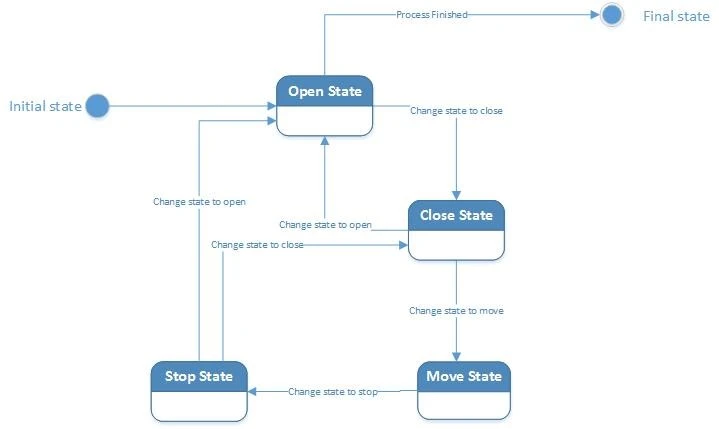 Process Finished
Final state
Open State
Initial state
Change state to close
Change state to open
Close State
Change state to open
Change state to close
Change state to move
Stop State
Move State
Change state to stop